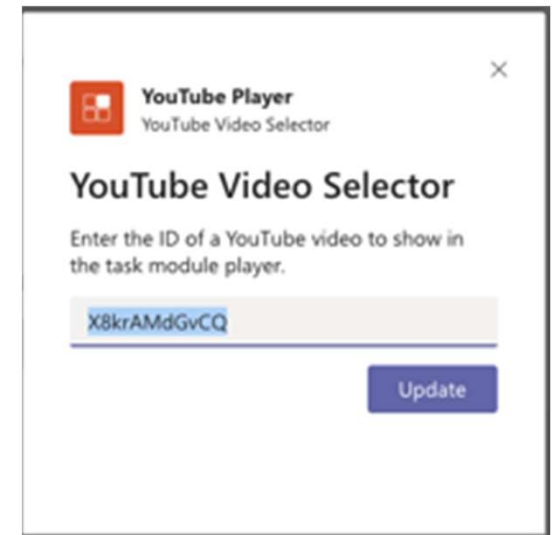 YouTube Player
YouTube Video Selector
YouTube Video Selector
Enter the ID of a YouTube video to show in
the task module player.
X8krAMdGvCQ
Update